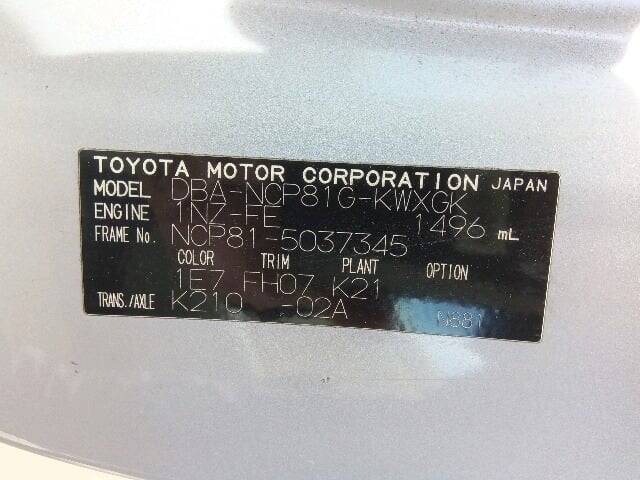 TOYOTA MOTOR CORPORATION JAPAN
MODEL DBA-NCP81G-KWXGK
ENGINE 1NZ-FE 1496 mL
FRAME No. NCP81-5037345
COLOR TRIM PLANT OPTION
1E7 FH07 K21
TRANS./AXLE K210 -02A
N881